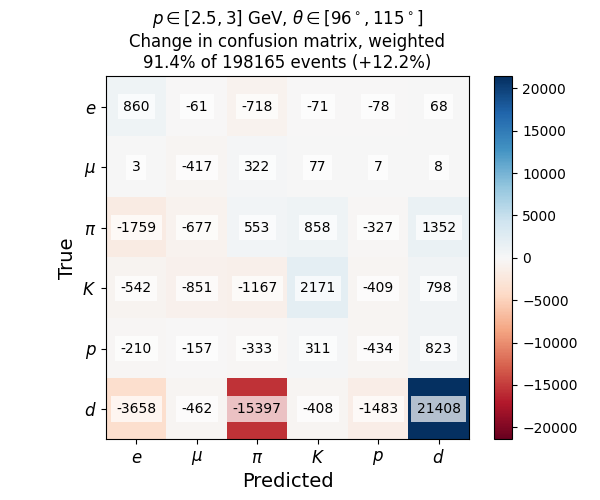 p ∈ [2.5, 3] GeV, θ ∈ [96°, 115°]
Change in confusion matrix, weighted
91.4% of 198165 events (+12.2%)
e 860 -61 -718 -71 -78 68
μ 3 -417 322 77 7 8
π -1759 -677 553 858 -327 1352
K -542 -851 -1167 2171 -409 798
p -210 -157 -333 311 -434 823
d -3658 -462 -15397 -408 -1483 21408
e μ π K p d
Predicted
True
20000
15000
10000
5000
0
−5000
−10000
−15000
−20000